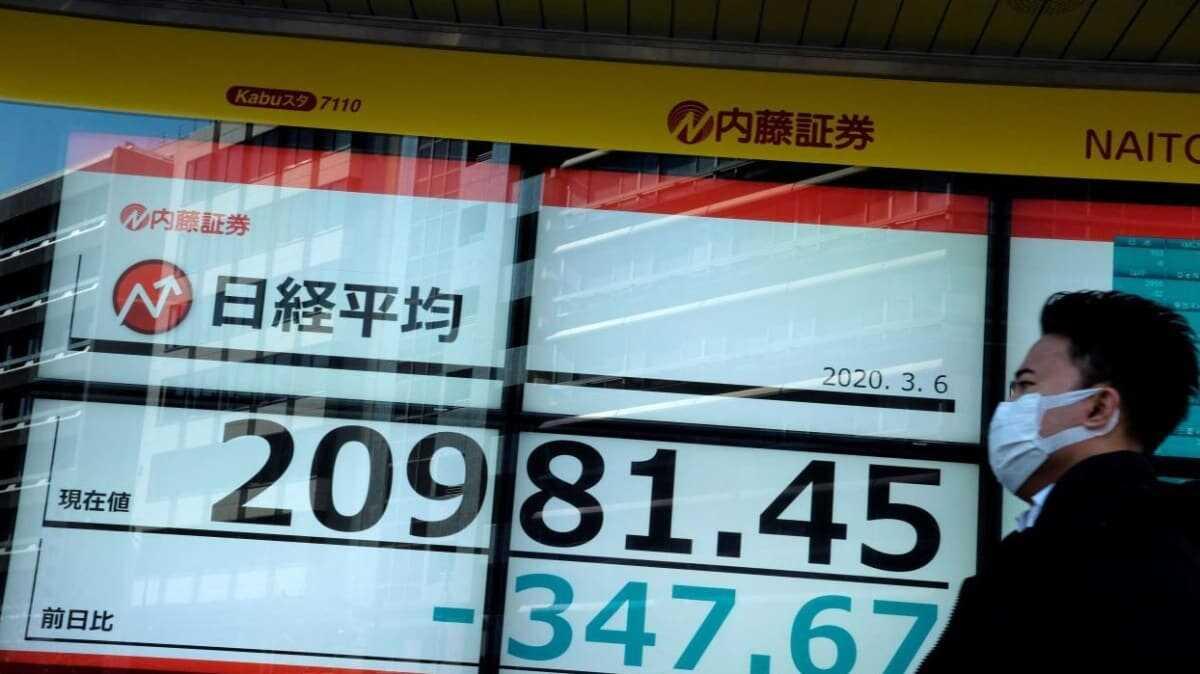 Kabuスタ 7110
内藤証券
NAITO
内藤証券
日経平均
2020. 3. 6
現在値 20981.45
前日比 -347.67